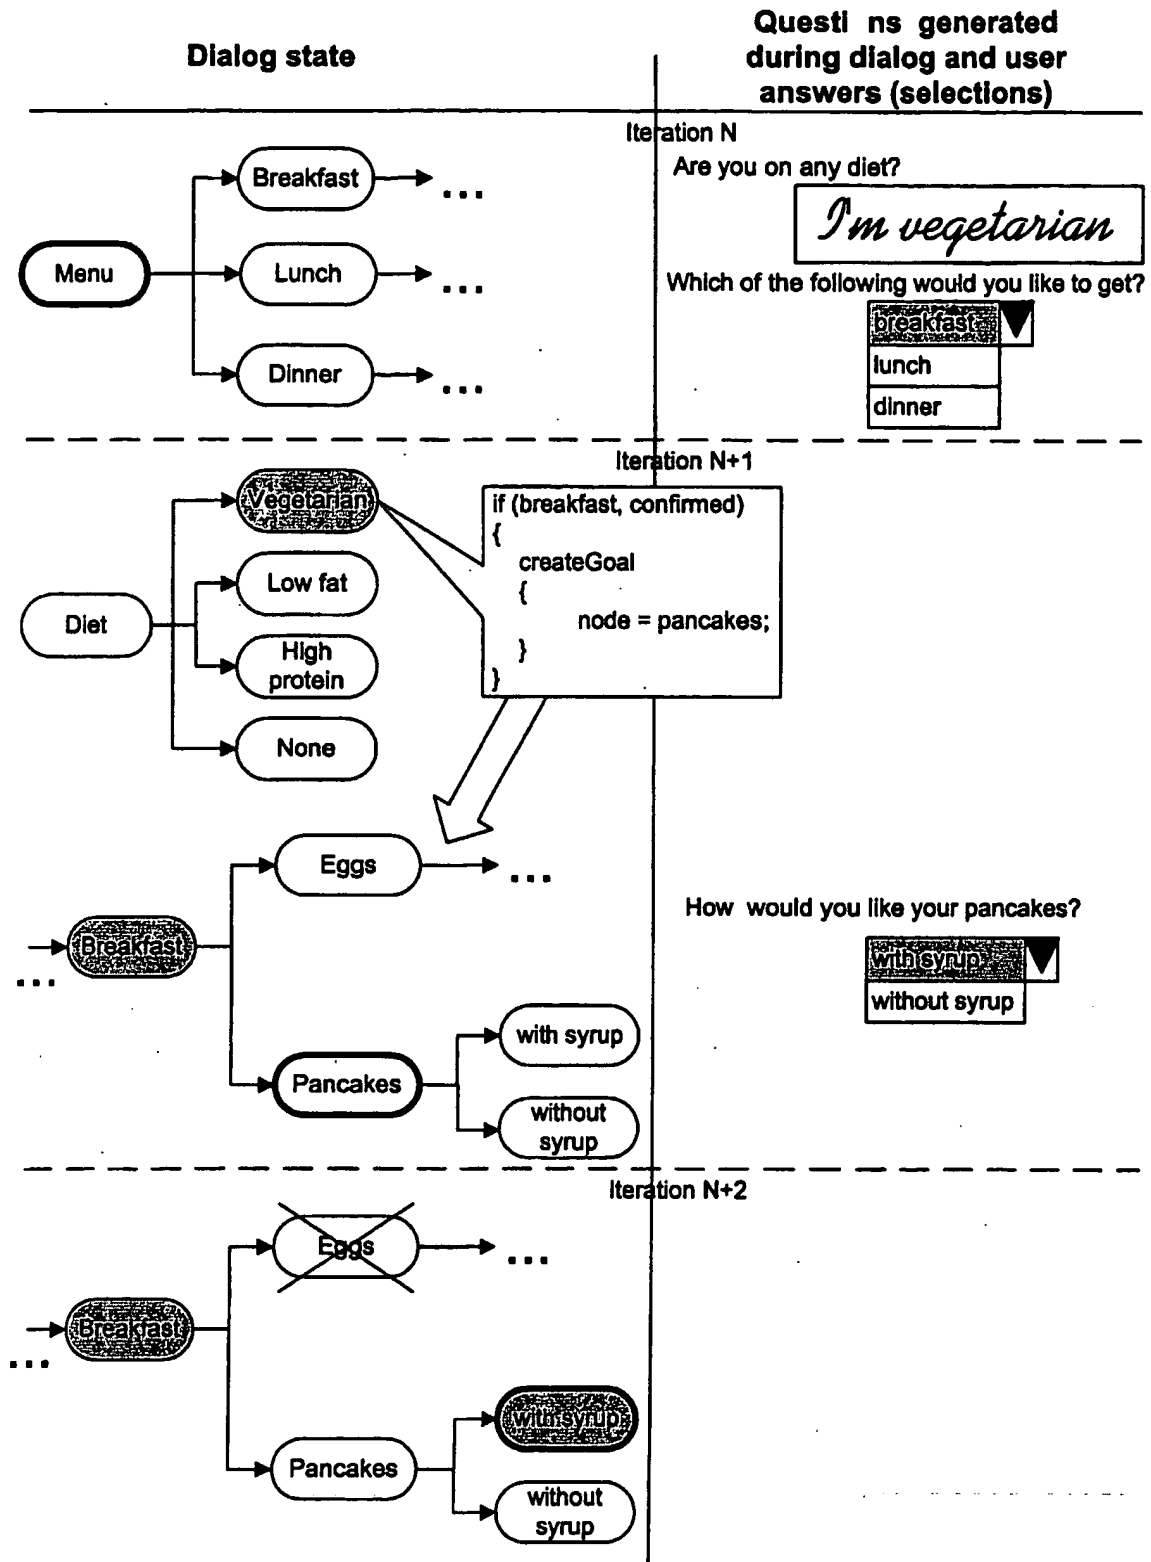 Dialog state
Questi ns generated
during dialog and user
answers (selections)
Iteration N
Are you on any diet?
I'm vegetarian
Which of the following would you like to get?
breakfast
lunch
dinner
Menu
Breakfast
...
Lunch
...
Dinner
...
Iteration N+1
Diet
Vegetarian
Low fat
High
protein
None
if (breakfast, confirmed)
{
createGoal
{
node = pancakes;
}
}
...
Breakfast
Eggs
...
Pancakes
with syrup
without
syrup
How would you like your pancakes?
with syrup
without syrup
Iteration N+2
...
Breakfast
Eggs
...
Pancakes
with syrup
without
syrup